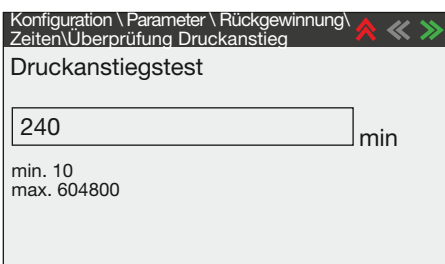 Konfiguration \ Parameter \ Rückgewinnung\
Zeiten\Überprüfung Druckanstieg
Druckanstiegstest
240
min
min. 10
max. 604800